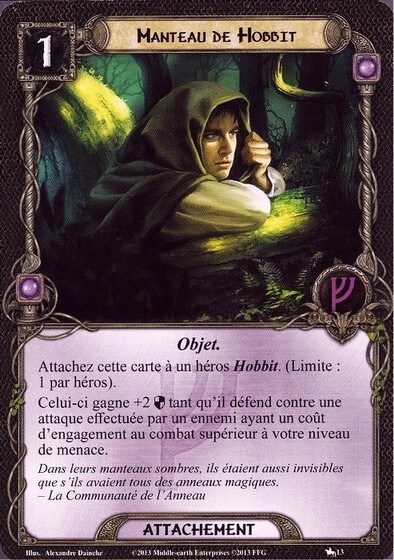 1
MANTEAU DE HOBBIT
Objet.
Attachez cette carte à un héros Hobbit. (Limite :
1 par héros).
Celui-ci gagne +2 tant qu'il défend contre une
attaque effectuée par un ennemi ayant un coût
d'engagement au combat supérieur à votre niveau
de menace.
Dans leurs manteaux sombres, ils étaient aussi invisibles
que s'ils avaient tous des anneaux magiques.
– La Communauté de l'Anneau
ATTACHEMENT
Illus. Alexandre Dainche ©2013 Middle-earth Enterprises ©2013 FFG 13